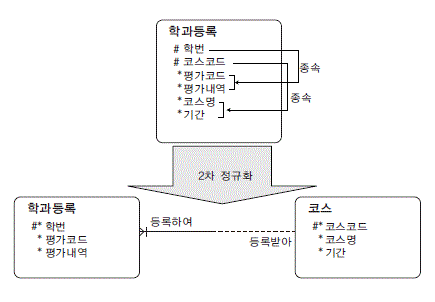 학과등록
# 학번
# 코스코드
*평가코드
*평가내역
*코스명
*기간
종속
종속
2차 정규화
학과등록
#* 학번
* 평가코드
* 평가내역
등록하여
등록받아
코스
#* 코스코드
* 코스명
* 기간